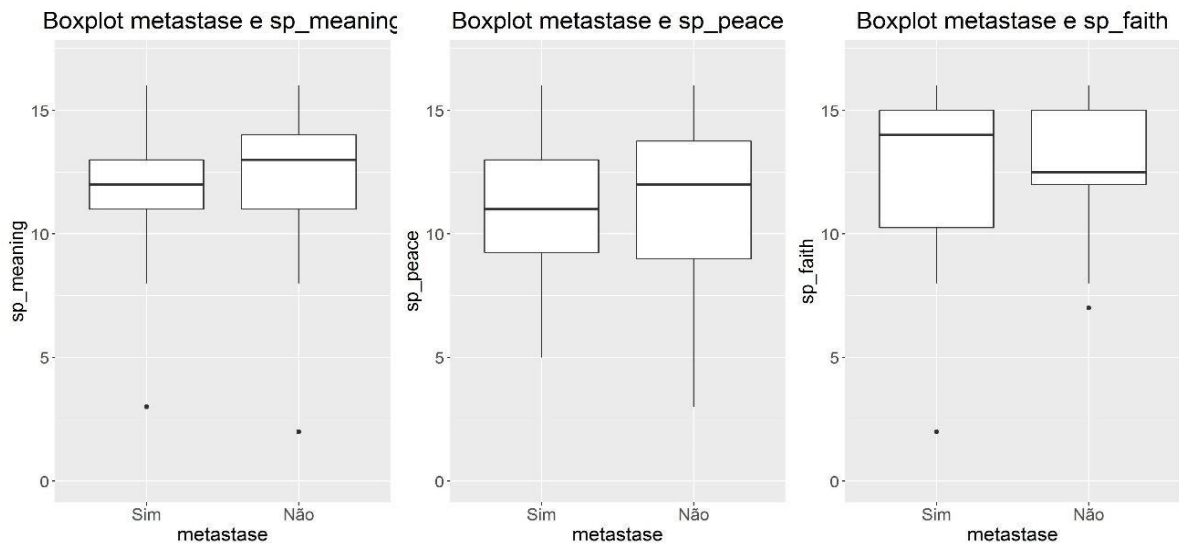 Boxplot metastase e sp_meaning
sp_meaning
15
10
5
0
Sim Não
metastase
Boxplot metastase e sp_peace
sp_peace
15
10
5
0
Sim Não
metastase
Boxplot metastase e sp_faith
sp_faith
15
10
5
0
Sim Não
metastase